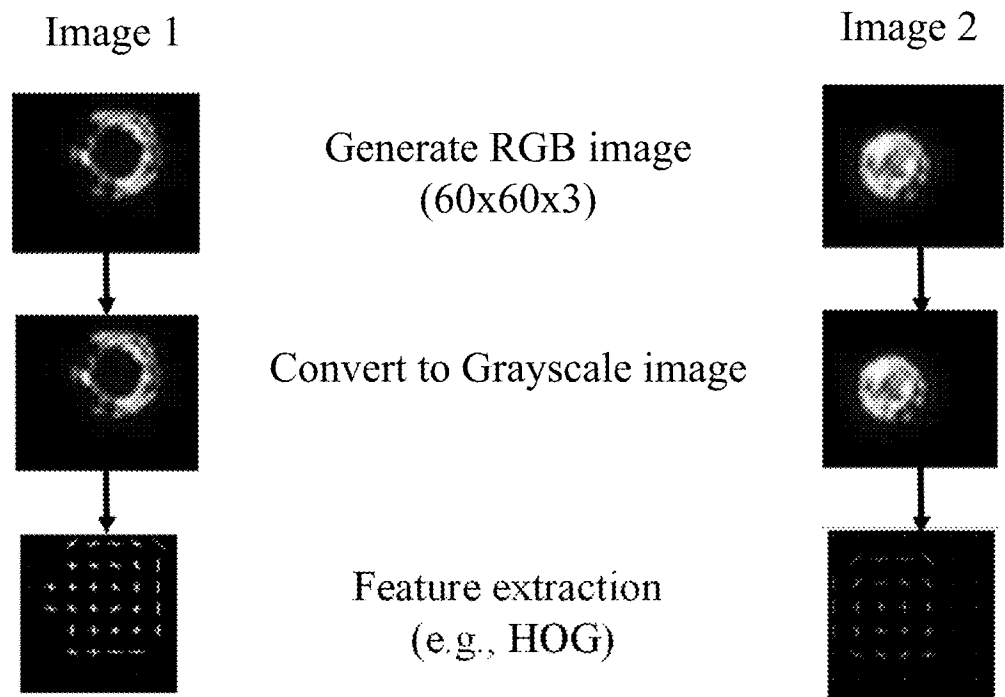 Image 1
Image 2
Generate RGB image
(60x60x3)
Convert to Grayscale image
Feature extraction
(e.g., HOG)